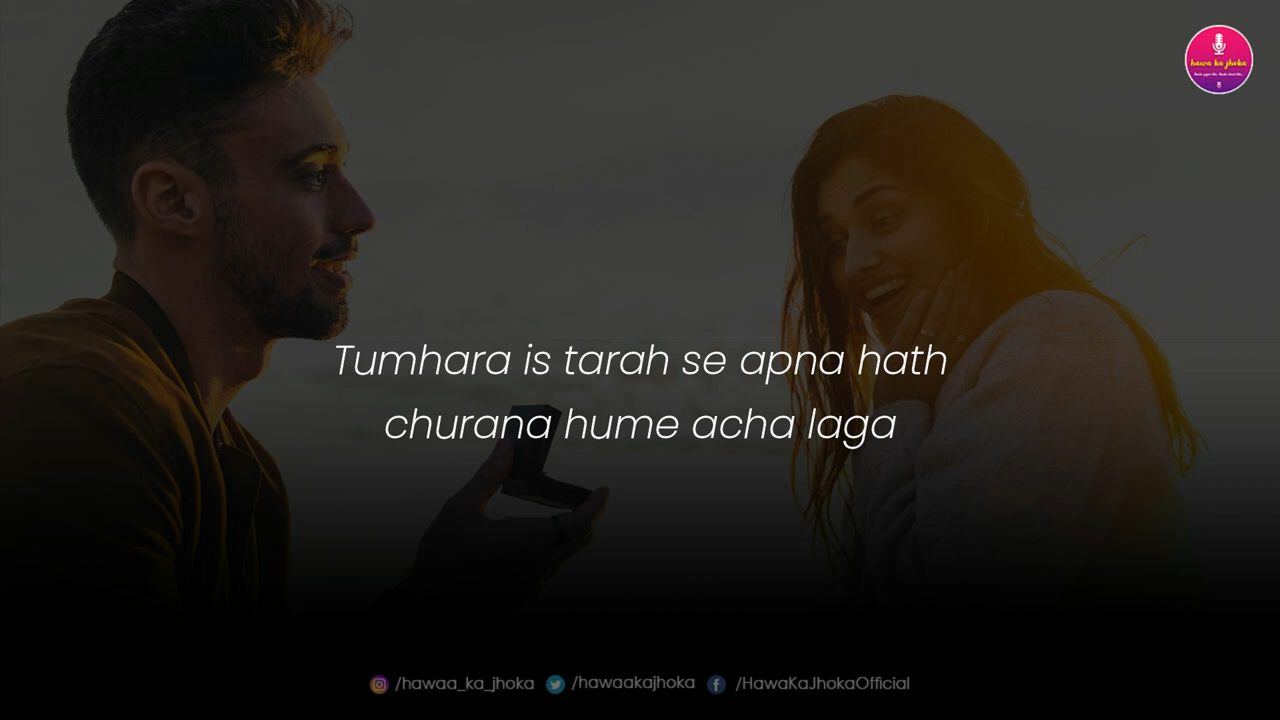 hawa ka jhoka
Tumhara is tarah se apna hath
churana hume acha laga
/hawaa_ka_jhoka /hawaakajhoka /HawaKaJhokaOfficial